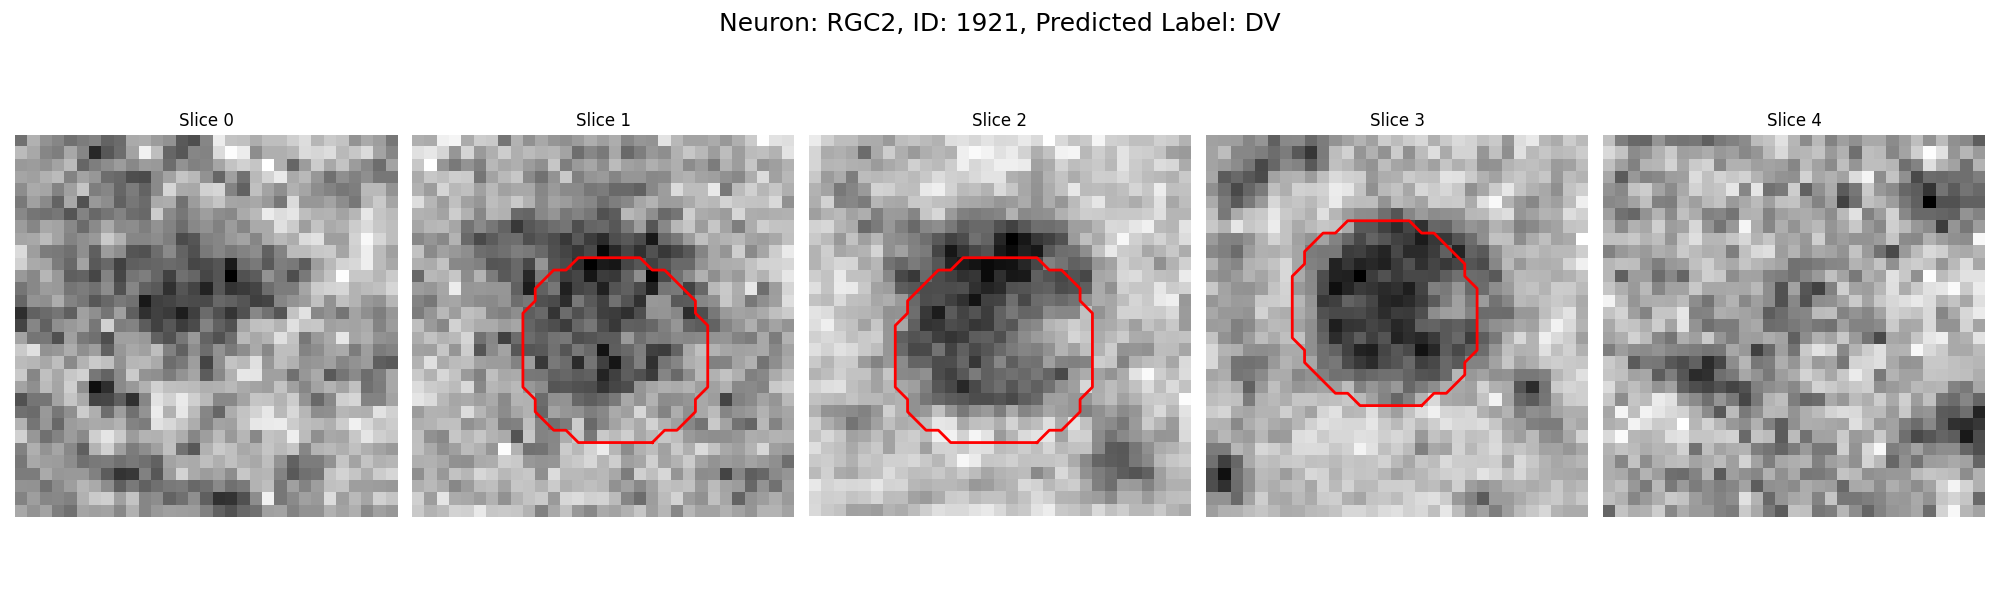 Neuron: RGC2, ID: 1921, Predicted Label: DV
Slice 0
Slice 1
Slice 2
Slice 3
Slice 4